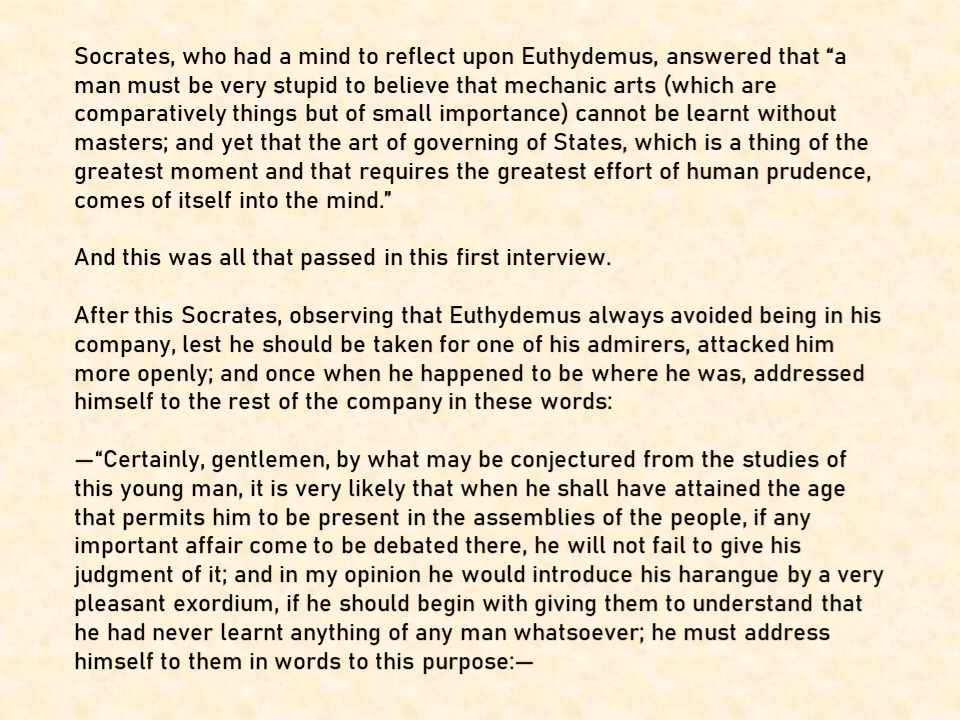 Socrates, who had a mind to reflect upon Euthydemus, answered that “a
man must be very stupid to believe that mechanic arts (which are
comparatively things but of small importance) cannot be learnt without
masters; and yet that the art of governing of States, which is a thing of the
greatest moment and that requires the greatest effort of human prudence,
comes of itself into the mind.”
And this was all that passed in this first interview.
After this Socrates, observing that Euthydemus always avoided being in his
company, lest he should be taken for one of his admirers, attacked him
more openly; and once when he happened to be where he was, addressed
himself to the rest of the company in these words:
—“Certainly, gentlemen, by what may be conjectured from the studies of
this young man, it is very likely that when he shall have attained the age
that permits him to be present in the assemblies of the people, if any
important affair come to be debated there, he will not fail to give his
judgment of it; and in my opinion he would introduce his harangue by a very
pleasant exordium, if he should begin with giving them to understand that
he had never learnt anything of any man whatsoever; he must address
himself to them in words to this purpose:—